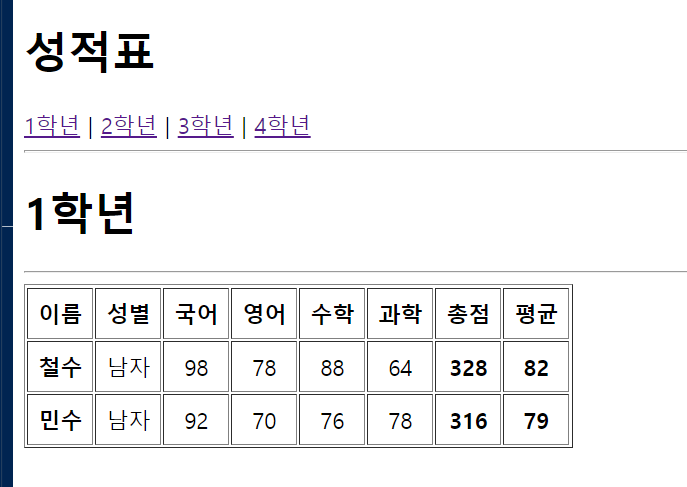 성적표
1학년 | 2학년 | 3학년 | 4학년
1학년
이름 성별 국어 영어 수학 과학 총점 평균
철수 남자 98 78 88 64 328 82
민수 남자 92 70 76 78 316 79